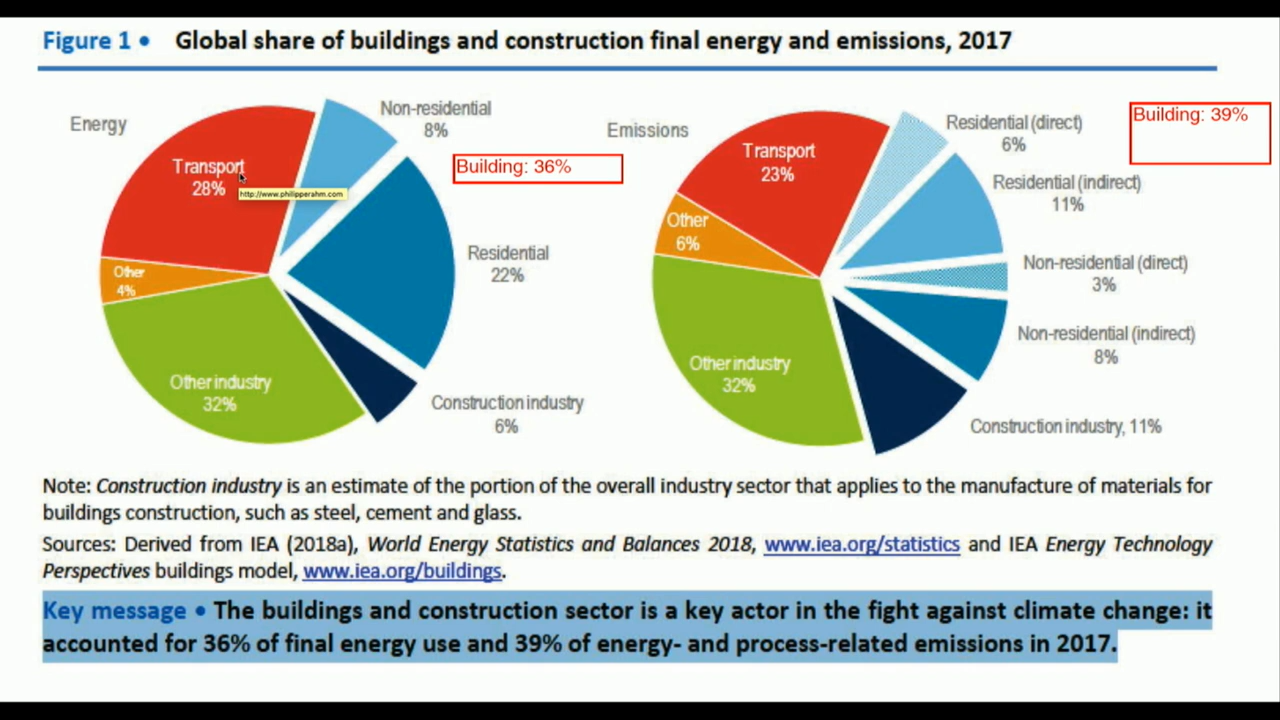 Figure 1 • Global share of buildings and construction final energy and emissions, 2017
Energy
Transport
28%
http://www.philipperahm.com
Non-residential
8%
Building: 36%
Residential
22%
Construction industry
6%
Other industry
32%
Other
4%
Emissions
Transport
23%
Residential (direct)
6%
Building: 39%
Residential (indirect)
11%
Non-residential (direct)
3%
Non-residential (indirect)
8%
Construction industry, 11%
Other industry
32%
Other
6%
Note: Construction industry is an estimate of the portion of the overall industry sector that applies to the manufacture of materials for
buildings construction, such as steel, cement and glass.
Sources: Derived from IEA (2018a), World Energy Statistics and Balances 2018, www.iea.org/statistics and IEA Energy Technology
Perspectives buildings model, www.iea.org/buildings.
Key message • The buildings and construction sector is a key actor in the fight against climate change: it
accounted for 36% of final energy use and 39% of energy- and process-related emissions in 2017.